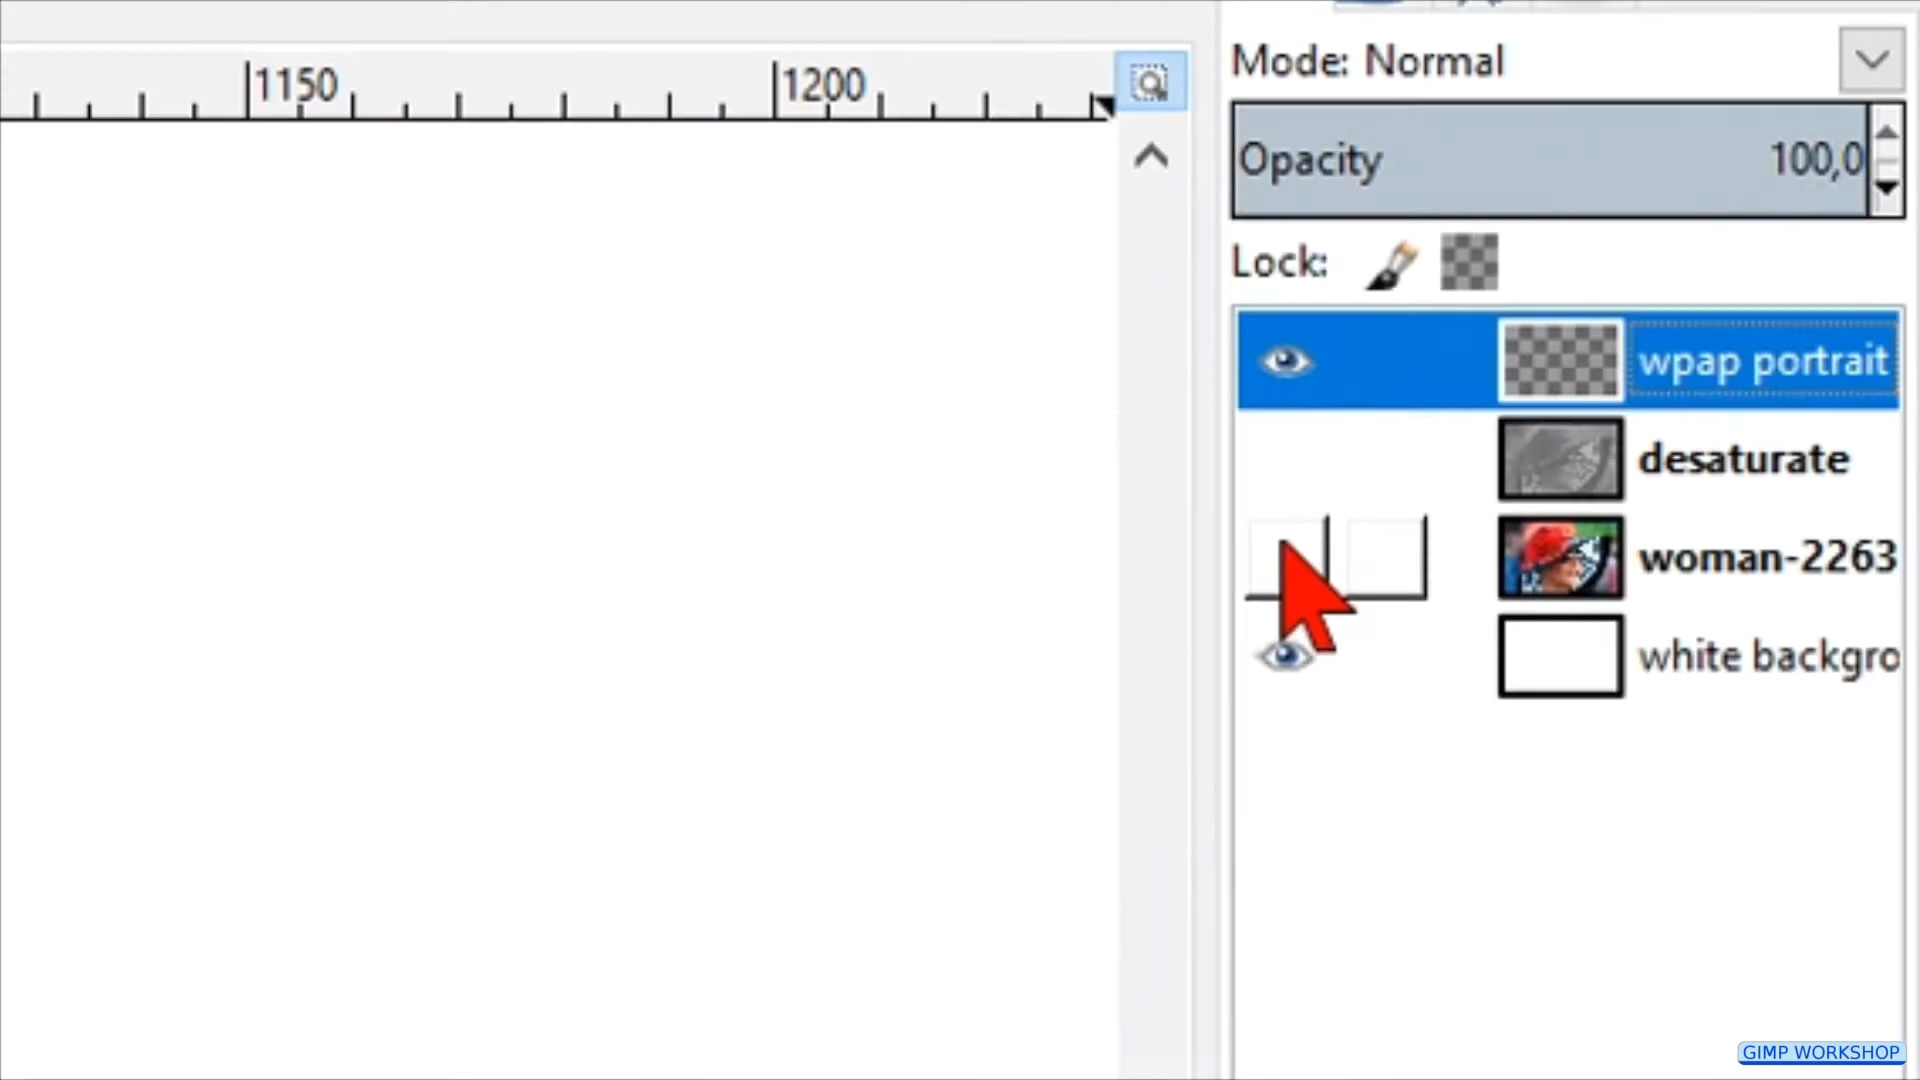 1150
1200
Mode: Normal
Opacity 100,0
Lock:
wpap portrait
desaturate
woman-2263
white backgro
GIMP WORKSHOP